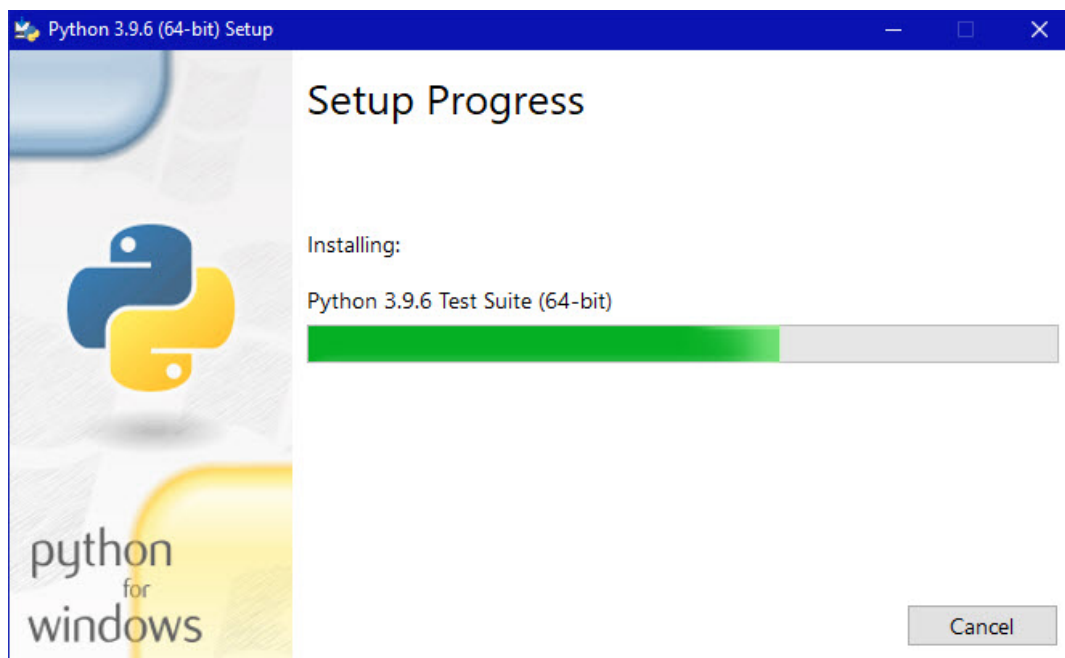 Python 3.9.6 (64-bit) Setup
Setup Progress
Installing:
Python 3.9.6 Test Suite (64-bit)
python
for
windows
Cancel